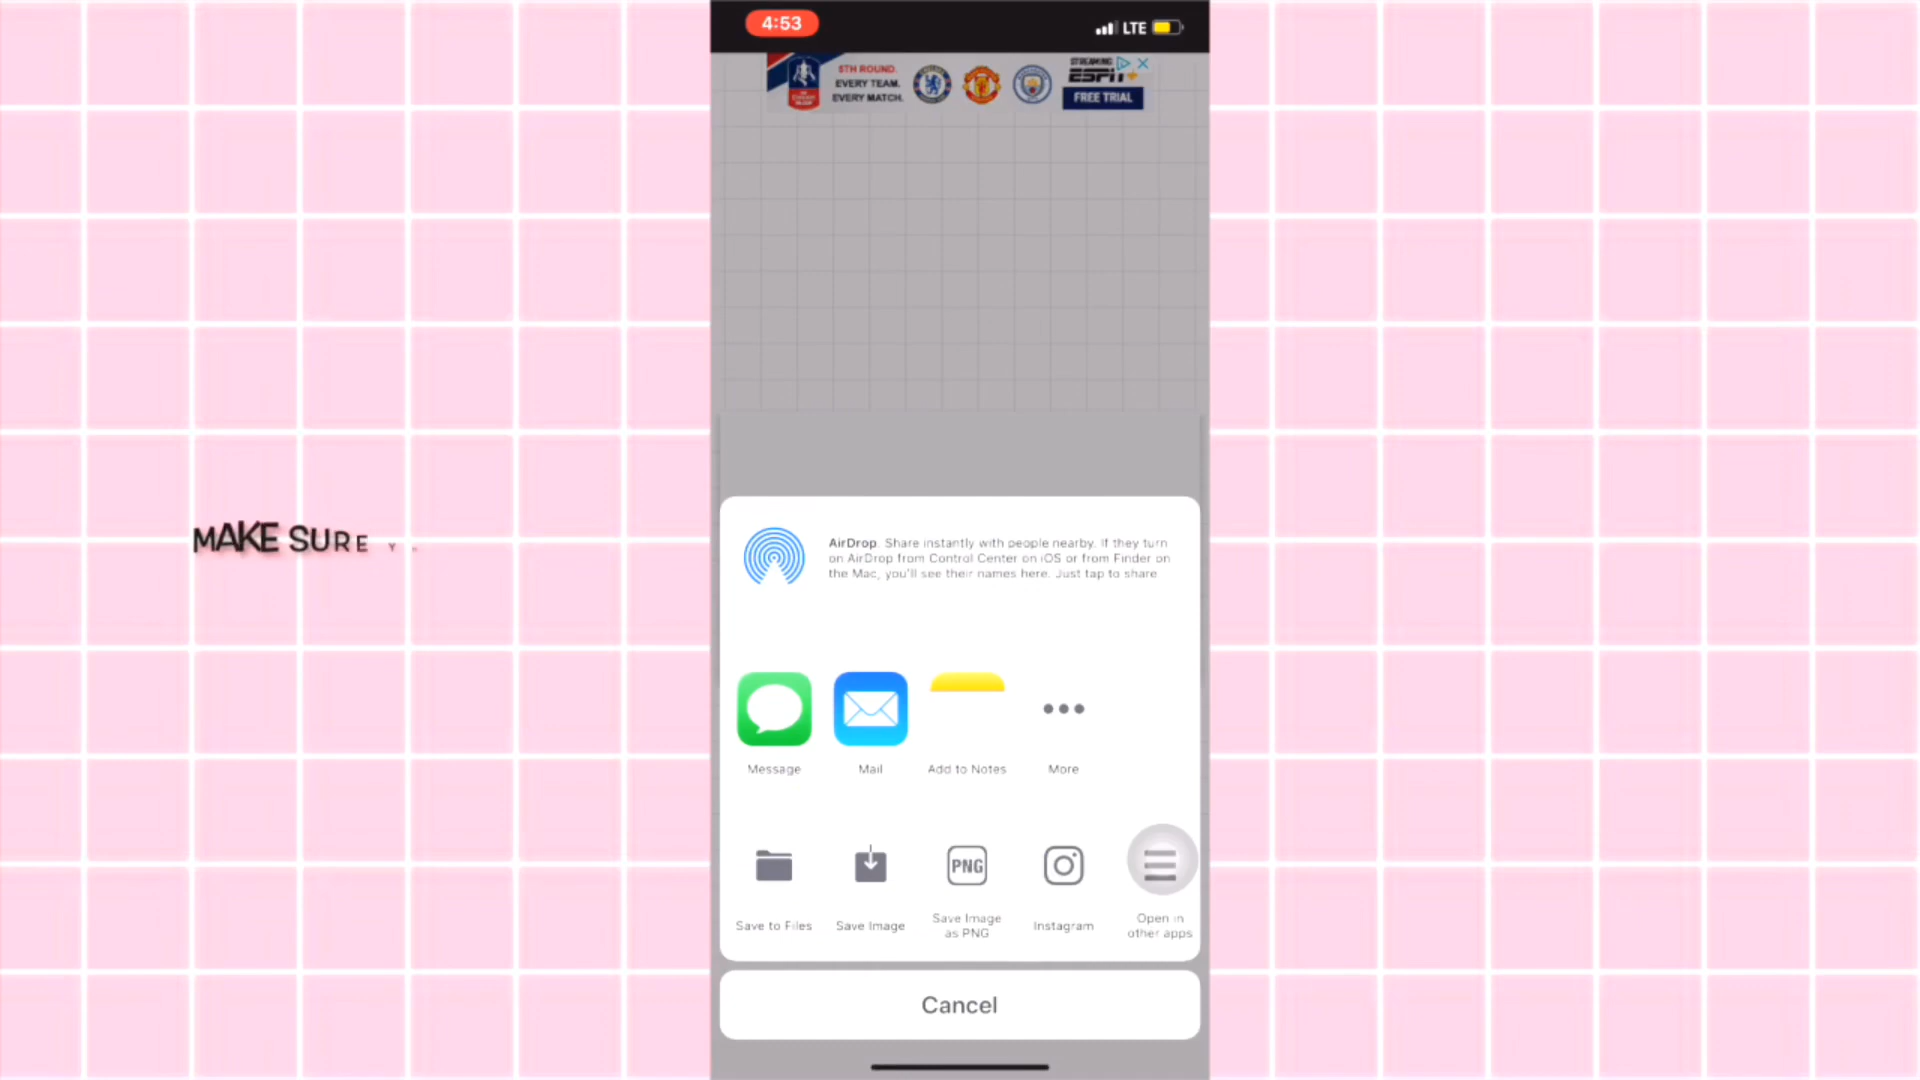 4:53
LTE
5TH ROUND.
EVERY TEAM.
EVERY MATCH.
STREAMING
ESPN+
FREE TRIAL
MAKE SURE Y
AirDrop. Share instantly with people nearby. If they turn
on AirDrop from Control Center on iOS or from Finder on
the Mac, you'll see their names here. Just tap to share
Message
Mail
Add to Notes
More
PNG
Save to Files
Save Image
Save Image
as PNG
Instagram
Open in
other apps
Cancel